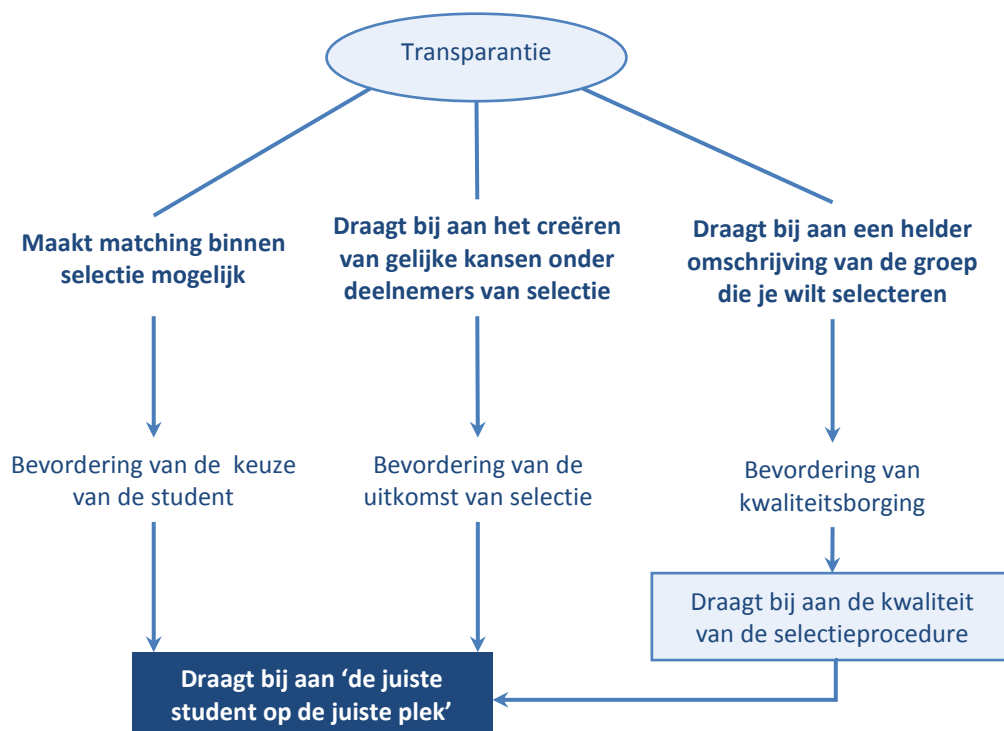 Transparantie
Maakt matching binnen
selectie mogelijk
Draagt bij aan het creëren
van gelijke kansen onder
deelnemers van selectie
Draagt bij aan een helder
omschrijving van de groep
die je wilt selecteren
Bevordering van de keuze
van de student
Bevordering van de
uitkomst van selectie
Bevordering van
kwaliteitsborging
Draagt bij aan de kwaliteit
van de selectieprocedure
Draagt bij aan ‘de juiste
student op de juiste plek’